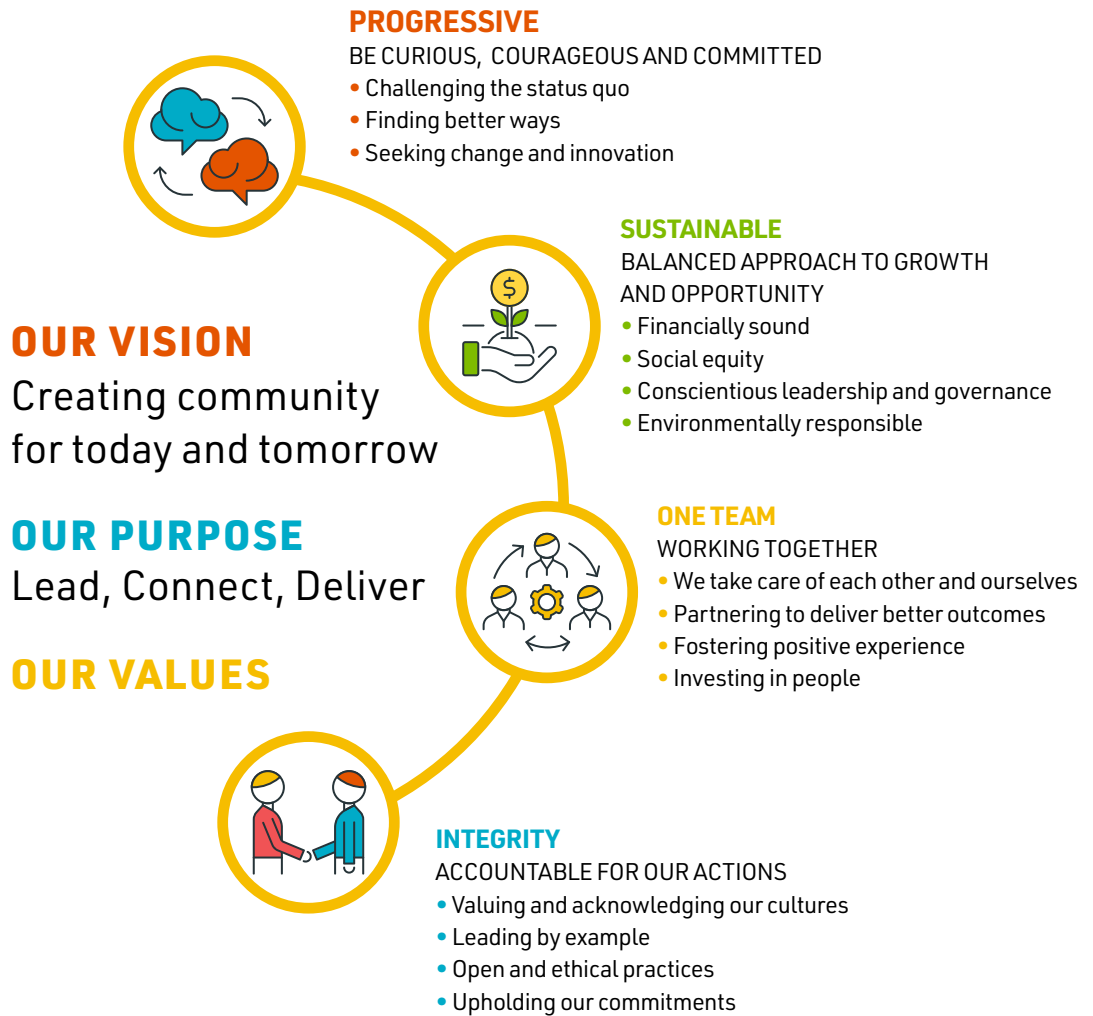 PROGRESSIVE
BE CURIOUS, COURAGEOUS AND COMMITTED
• Challenging the status quo
• Finding better ways
• Seeking change and innovation
SUSTAINABLE
BALANCED APPROACH TO GROWTH
AND OPPORTUNITY
• Financially sound
• Social equity
• Conscientious leadership and governance
• Environmentally responsible
$
OUR VISION
Creating community
for today and tomorrow
OUR PURPOSE
Lead, Connect, Deliver
OUR VALUES
ONE TEAM
WORKING TOGETHER
• We take care of each other and ourselves
• Partnering to deliver better outcomes
• Fostering positive experience
• Investing in people
INTEGRITY
ACCOUNTABLE FOR OUR ACTIONS
• Valuing and acknowledging our cultures
• Leading by example
• Open and ethical practices
• Upholding our commitments